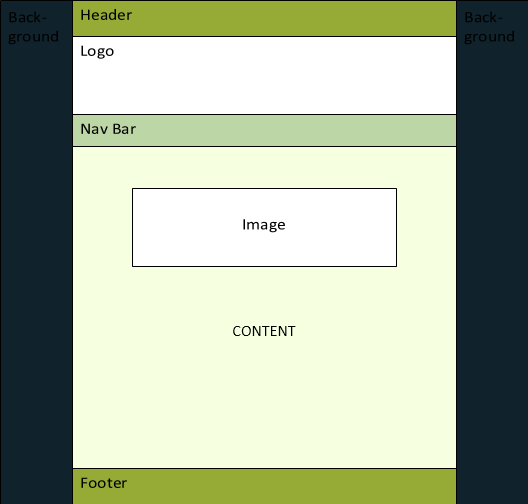 Back-
ground
Header
Back-
ground
Logo
Nav Bar
Image
CONTENT
Footer